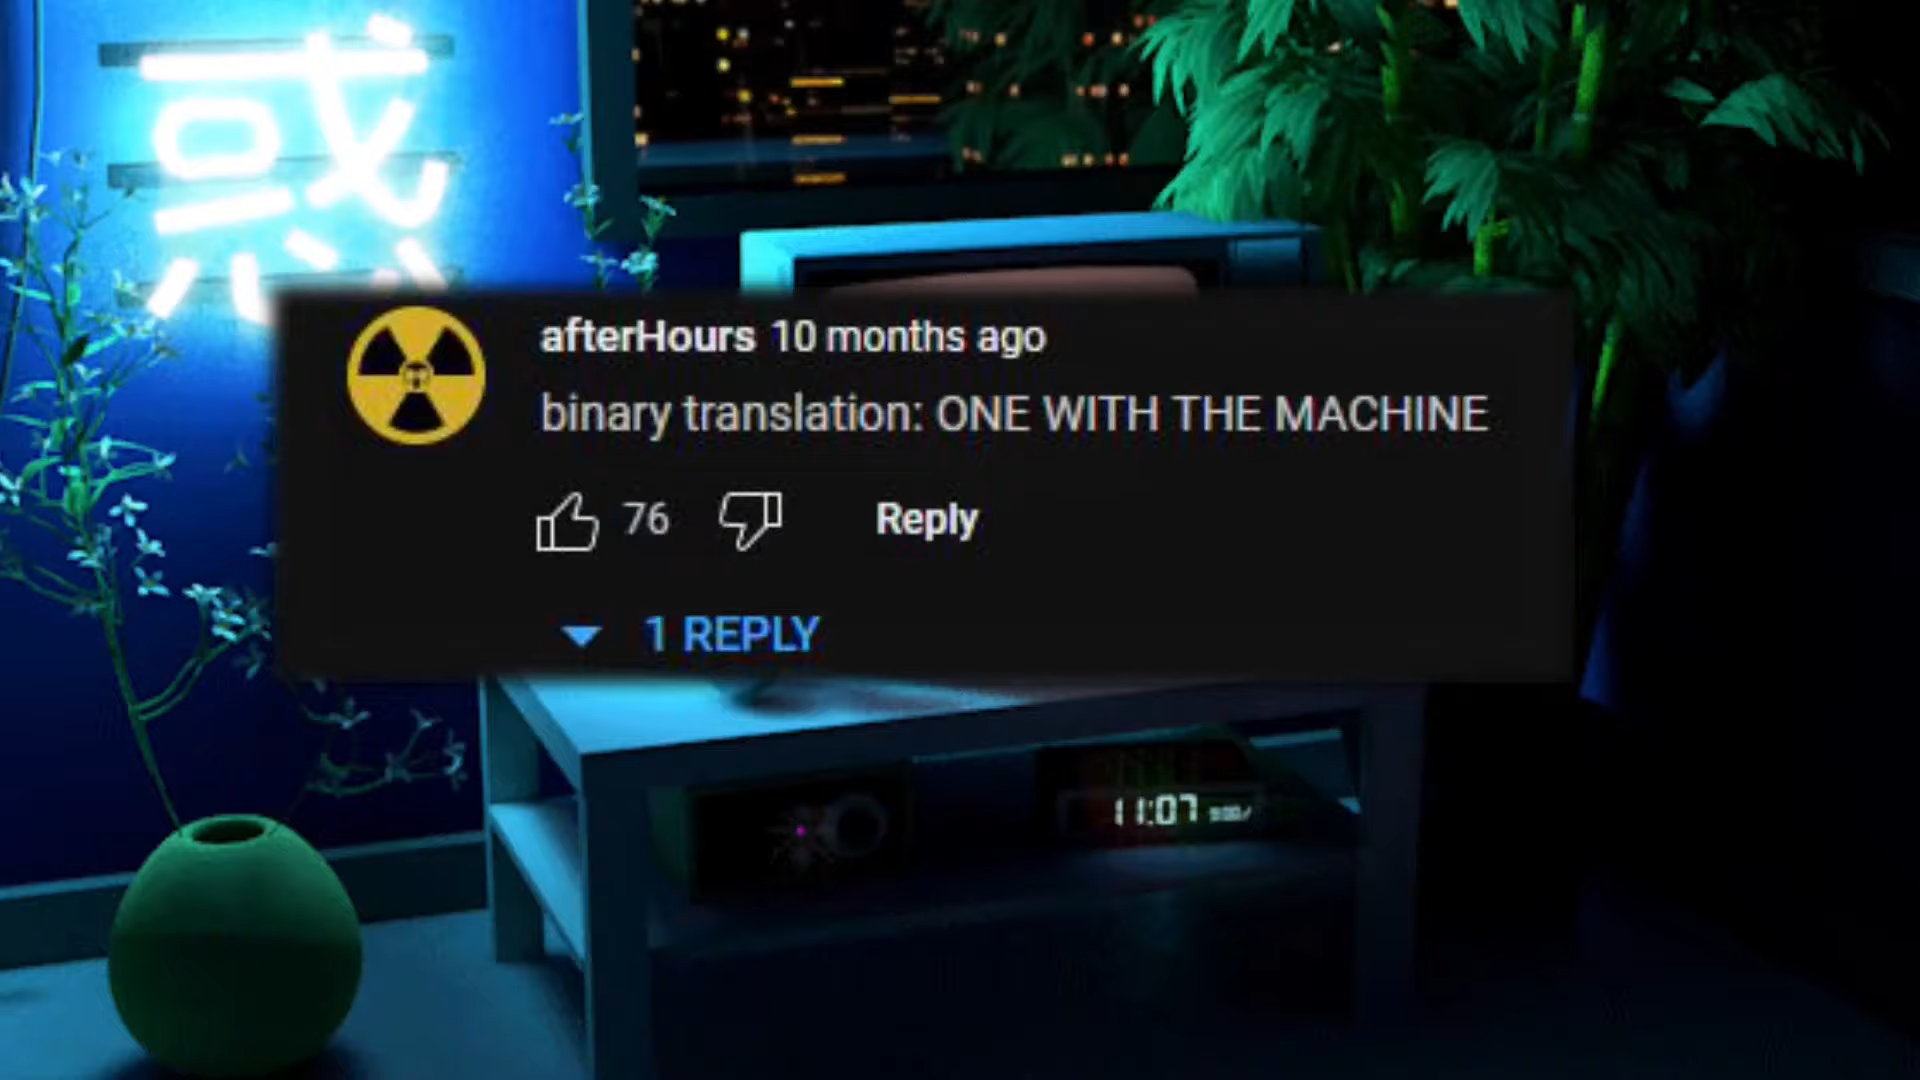 惑
afterHours 10 months ago
binary translation: ONE WITH THE MACHINE
76 Reply
1 REPLY
11:07